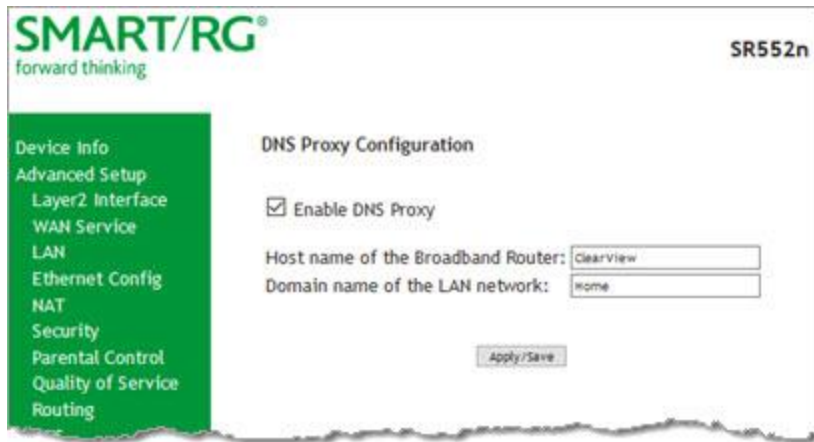 SMART/RG®
forward thinking
SR552n
Device Info
Advanced Setup
Layer2 Interface
WAN Service
LAN
Ethernet Config
NAT
Security
Parental Control
Quality of Service
Routing
DNS Proxy Configuration
Enable DNS Proxy
Host name of the Broadband Router: ClearView
Domain name of the LAN network: Home
Apply/Save